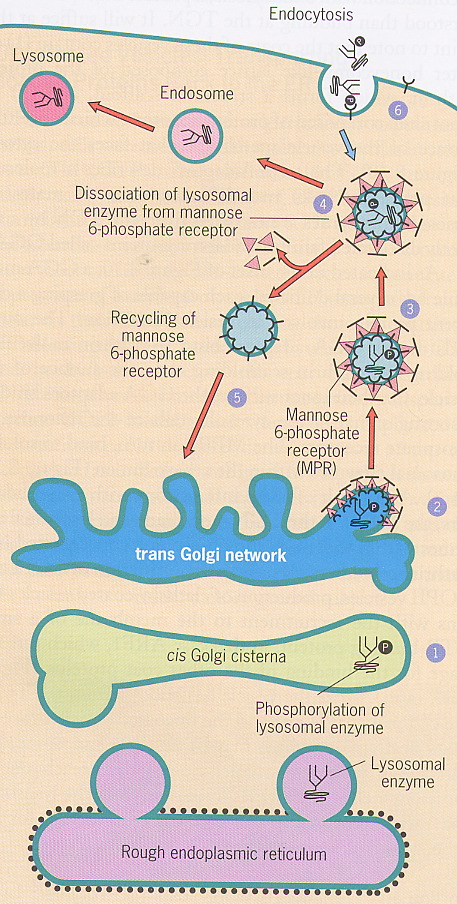 Endocytosis
Lysosome
Endosome
P
P
6
P
4
Dissociation of lysosomal
enzyme from mannose
6-phosphate receptor
3
Recycling of
mannose
6-phosphate
receptor
P
5
Mannose
6-phosphate
receptor
(MPR)
P
2
trans Golgi network
cis Golgi cisterna
P
1
Phosphorylation of
lysosomal enzyme
Lysosomal
enzyme
Rough endoplasmic reticulum